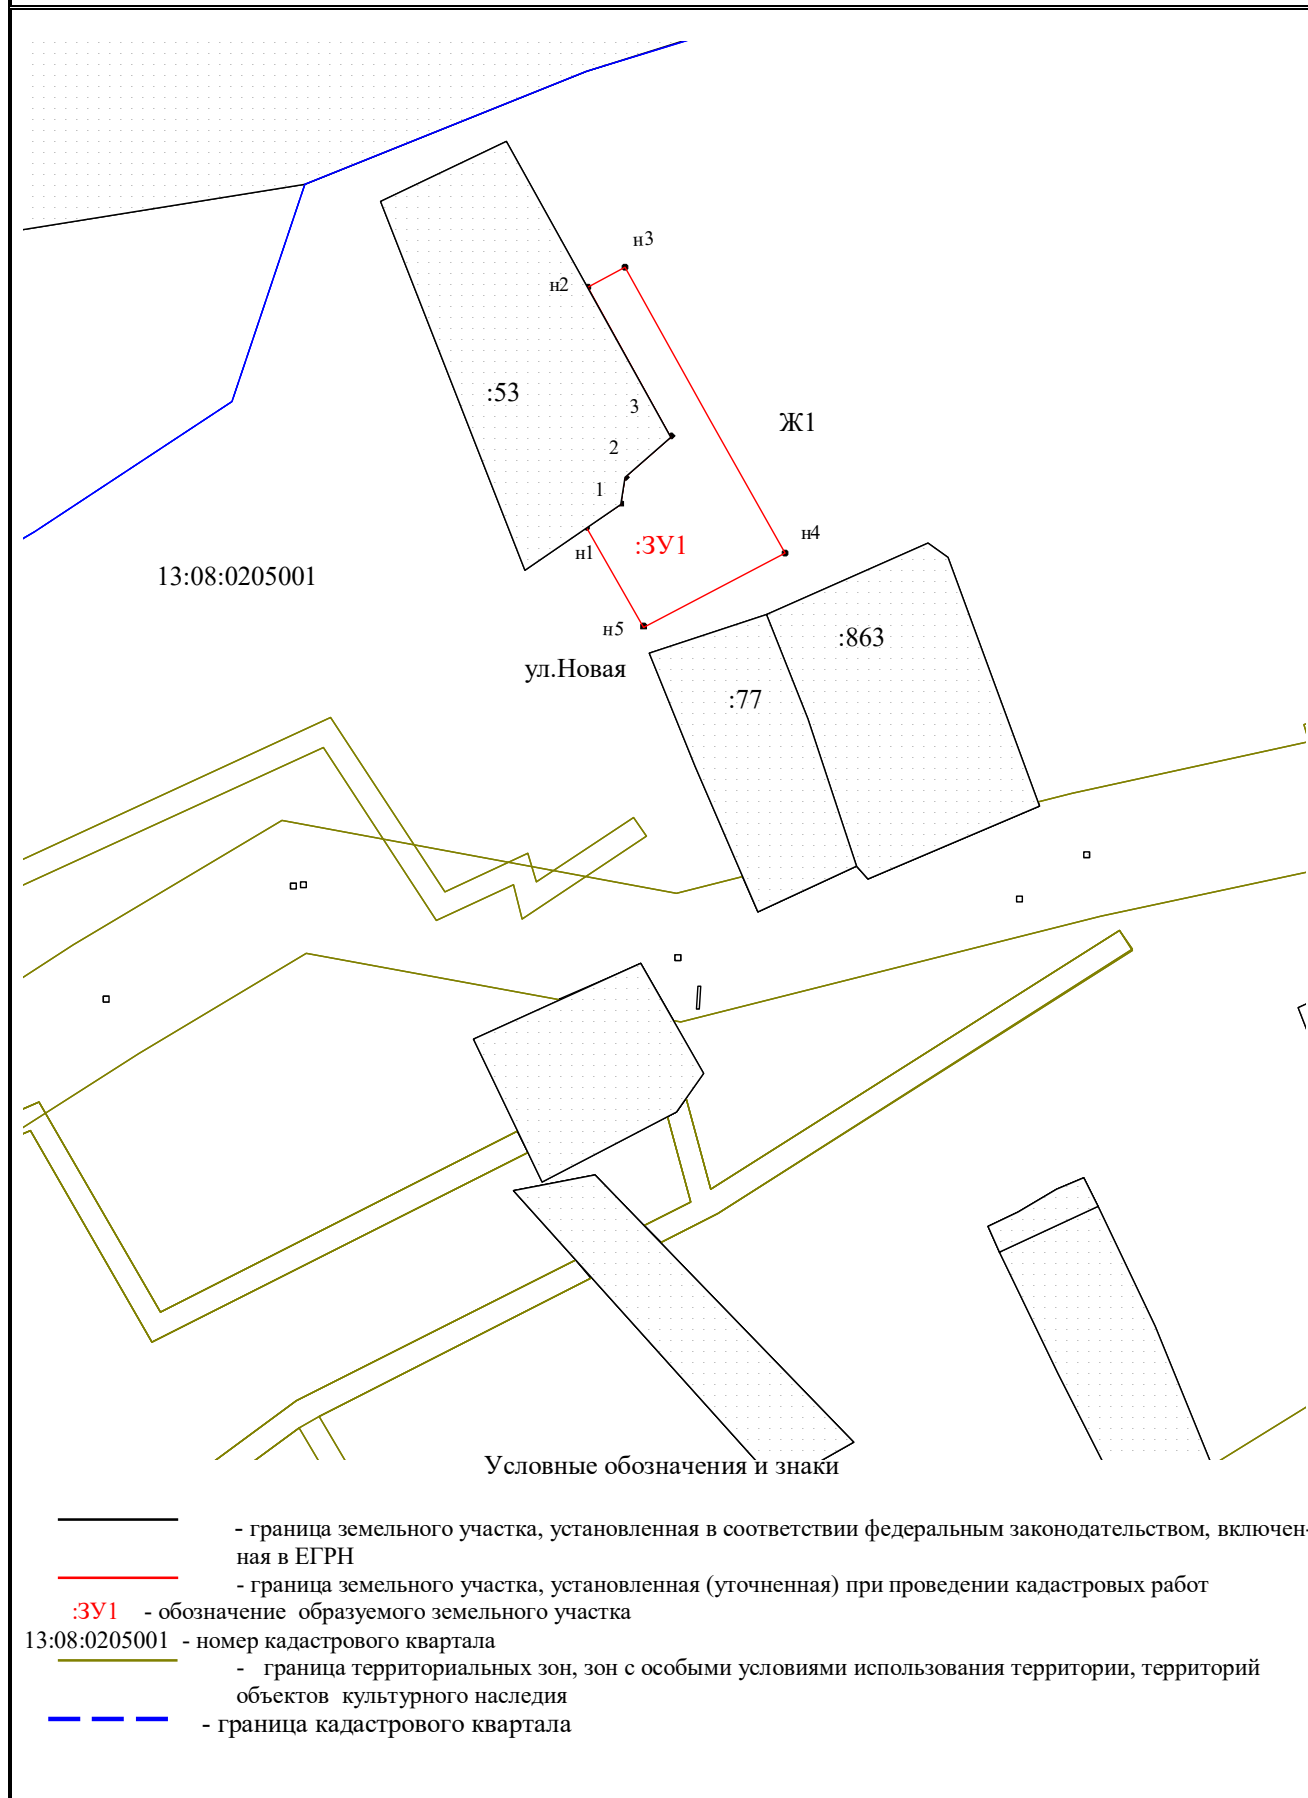 н3
н2
:53
3
Ж1
2
1
н4
н1
:ЗУ1
13:08:0205001
н5
:863
ул.Новая
:77
Условные обозначения и знаки
- граница земельного участка, установленная в соответствии федеральным законодательством, включен-
ная в ЕГРН
- граница земельного участка, установленная (уточненная) при проведении кадастровых работ
:ЗУ1 - обозначение образуемого земельного участка
13:08:0205001 - номер кадастрового квартала
- граница территориальных зон, зон с особыми условиями использования территории, территорий
объектов культурного наследия
- граница кадастрового квартала